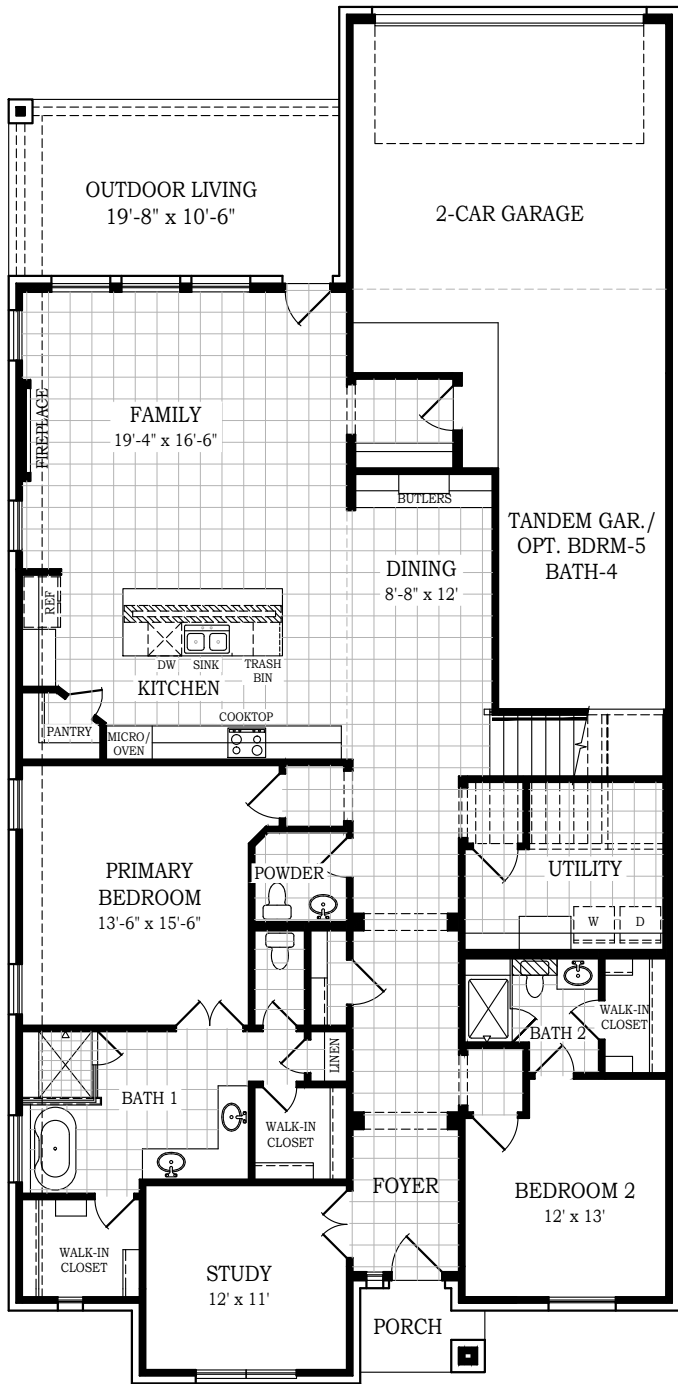 OUTDOOR LIVING
19'-8" x 10'-6"
2-CAR GARAGE
FAMILY
19'-4" x 16'-6"
FIREPLACE
BUTLERS
TANDEM GAR./
OPT. BDRM-5
BATH-4
DINING
8'-8" x 12'
REF
DW
SINK
TRASH
BIN
KITCHEN
COOKTOP
PANTRY
MICRO/
OVEN
PRIMARY
BEDROOM
13'-6" x 15'-6"
POWDER
UTILITY
W
D
WALK-IN
CLOSET
BATH 2
LINEN
BATH 1
WALK-IN
CLOSET
FOYER
BEDROOM 2
12' x 13'
WALK-IN
CLOSET
STUDY
12' x 11'
PORCH